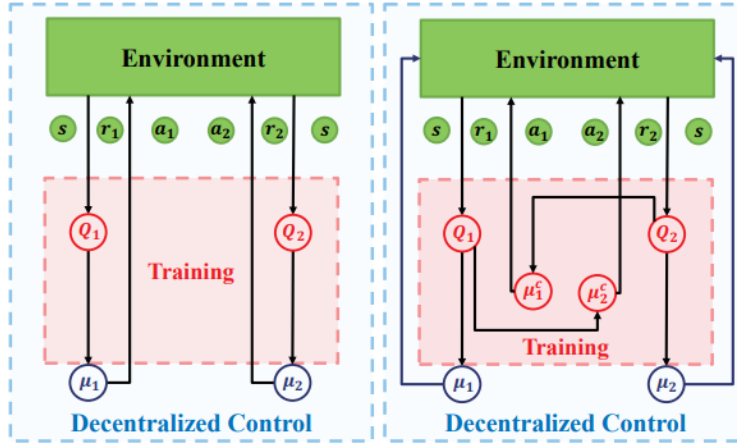 Environment
s r₁ a₁ a₂ r₂ s
Q₁ Q₂
Training
μ₁ μ₂
Decentralized Control
Environment
s r₁ a₁ a₂ r₂ s
Q₁ Q₂
μ₁ᶜ μ₂ᶜ
Training
μ₁ μ₂
Decentralized Control